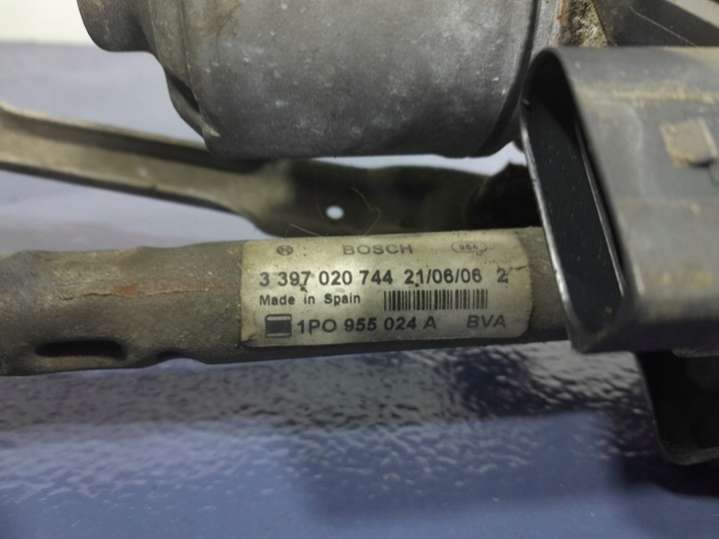 BOSCH
3 397 020 744 21/06/06 2
Made in Spain
1PO 955 024 A BVA